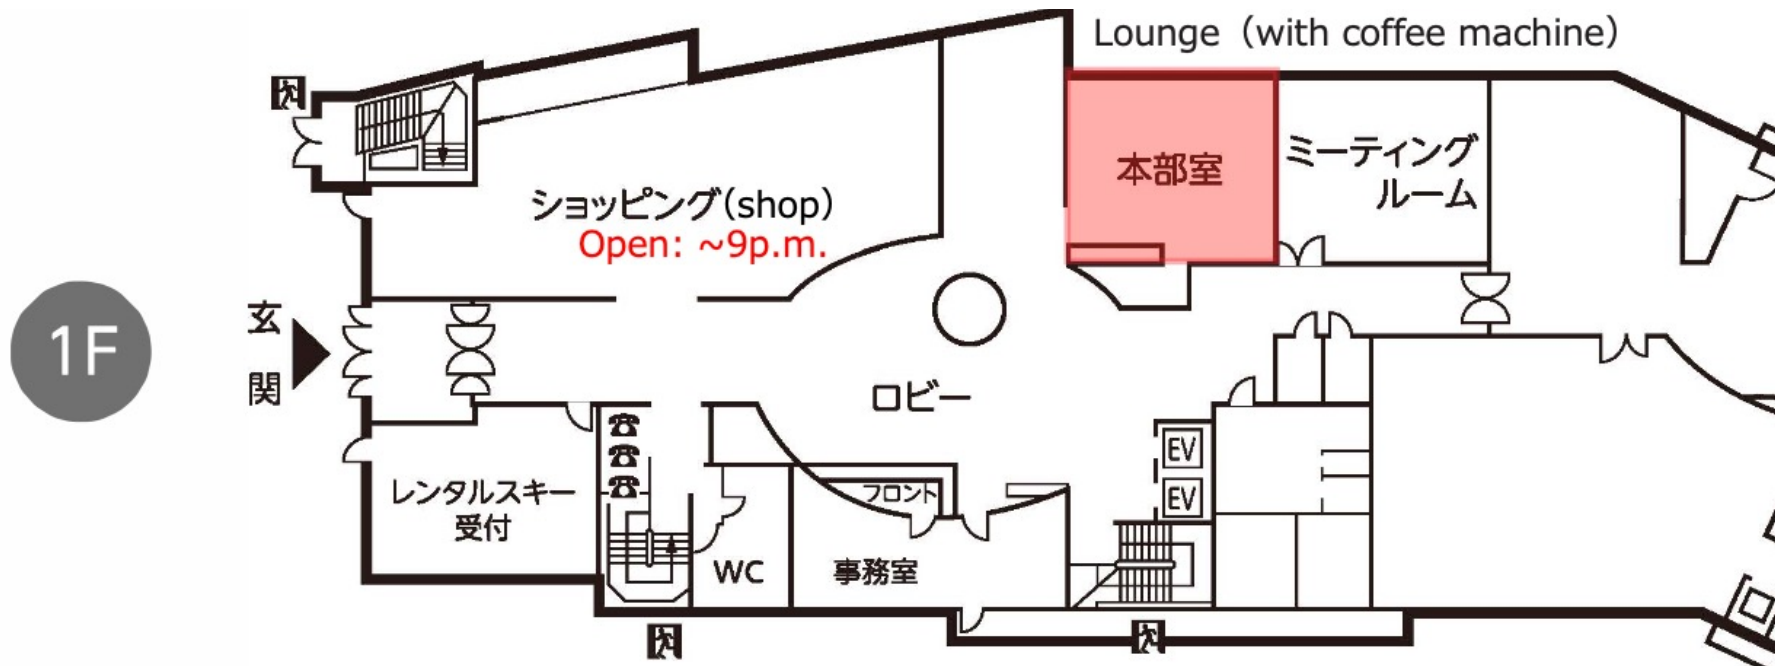 Lounge（with coffee machine）
本部室
ミーティング
ルーム
ショッピング(shop)
Open: ~9p.m.
1F
玄
関
ロビー
EV
EV
レンタルスキー
受付
フロント
WC
事務室